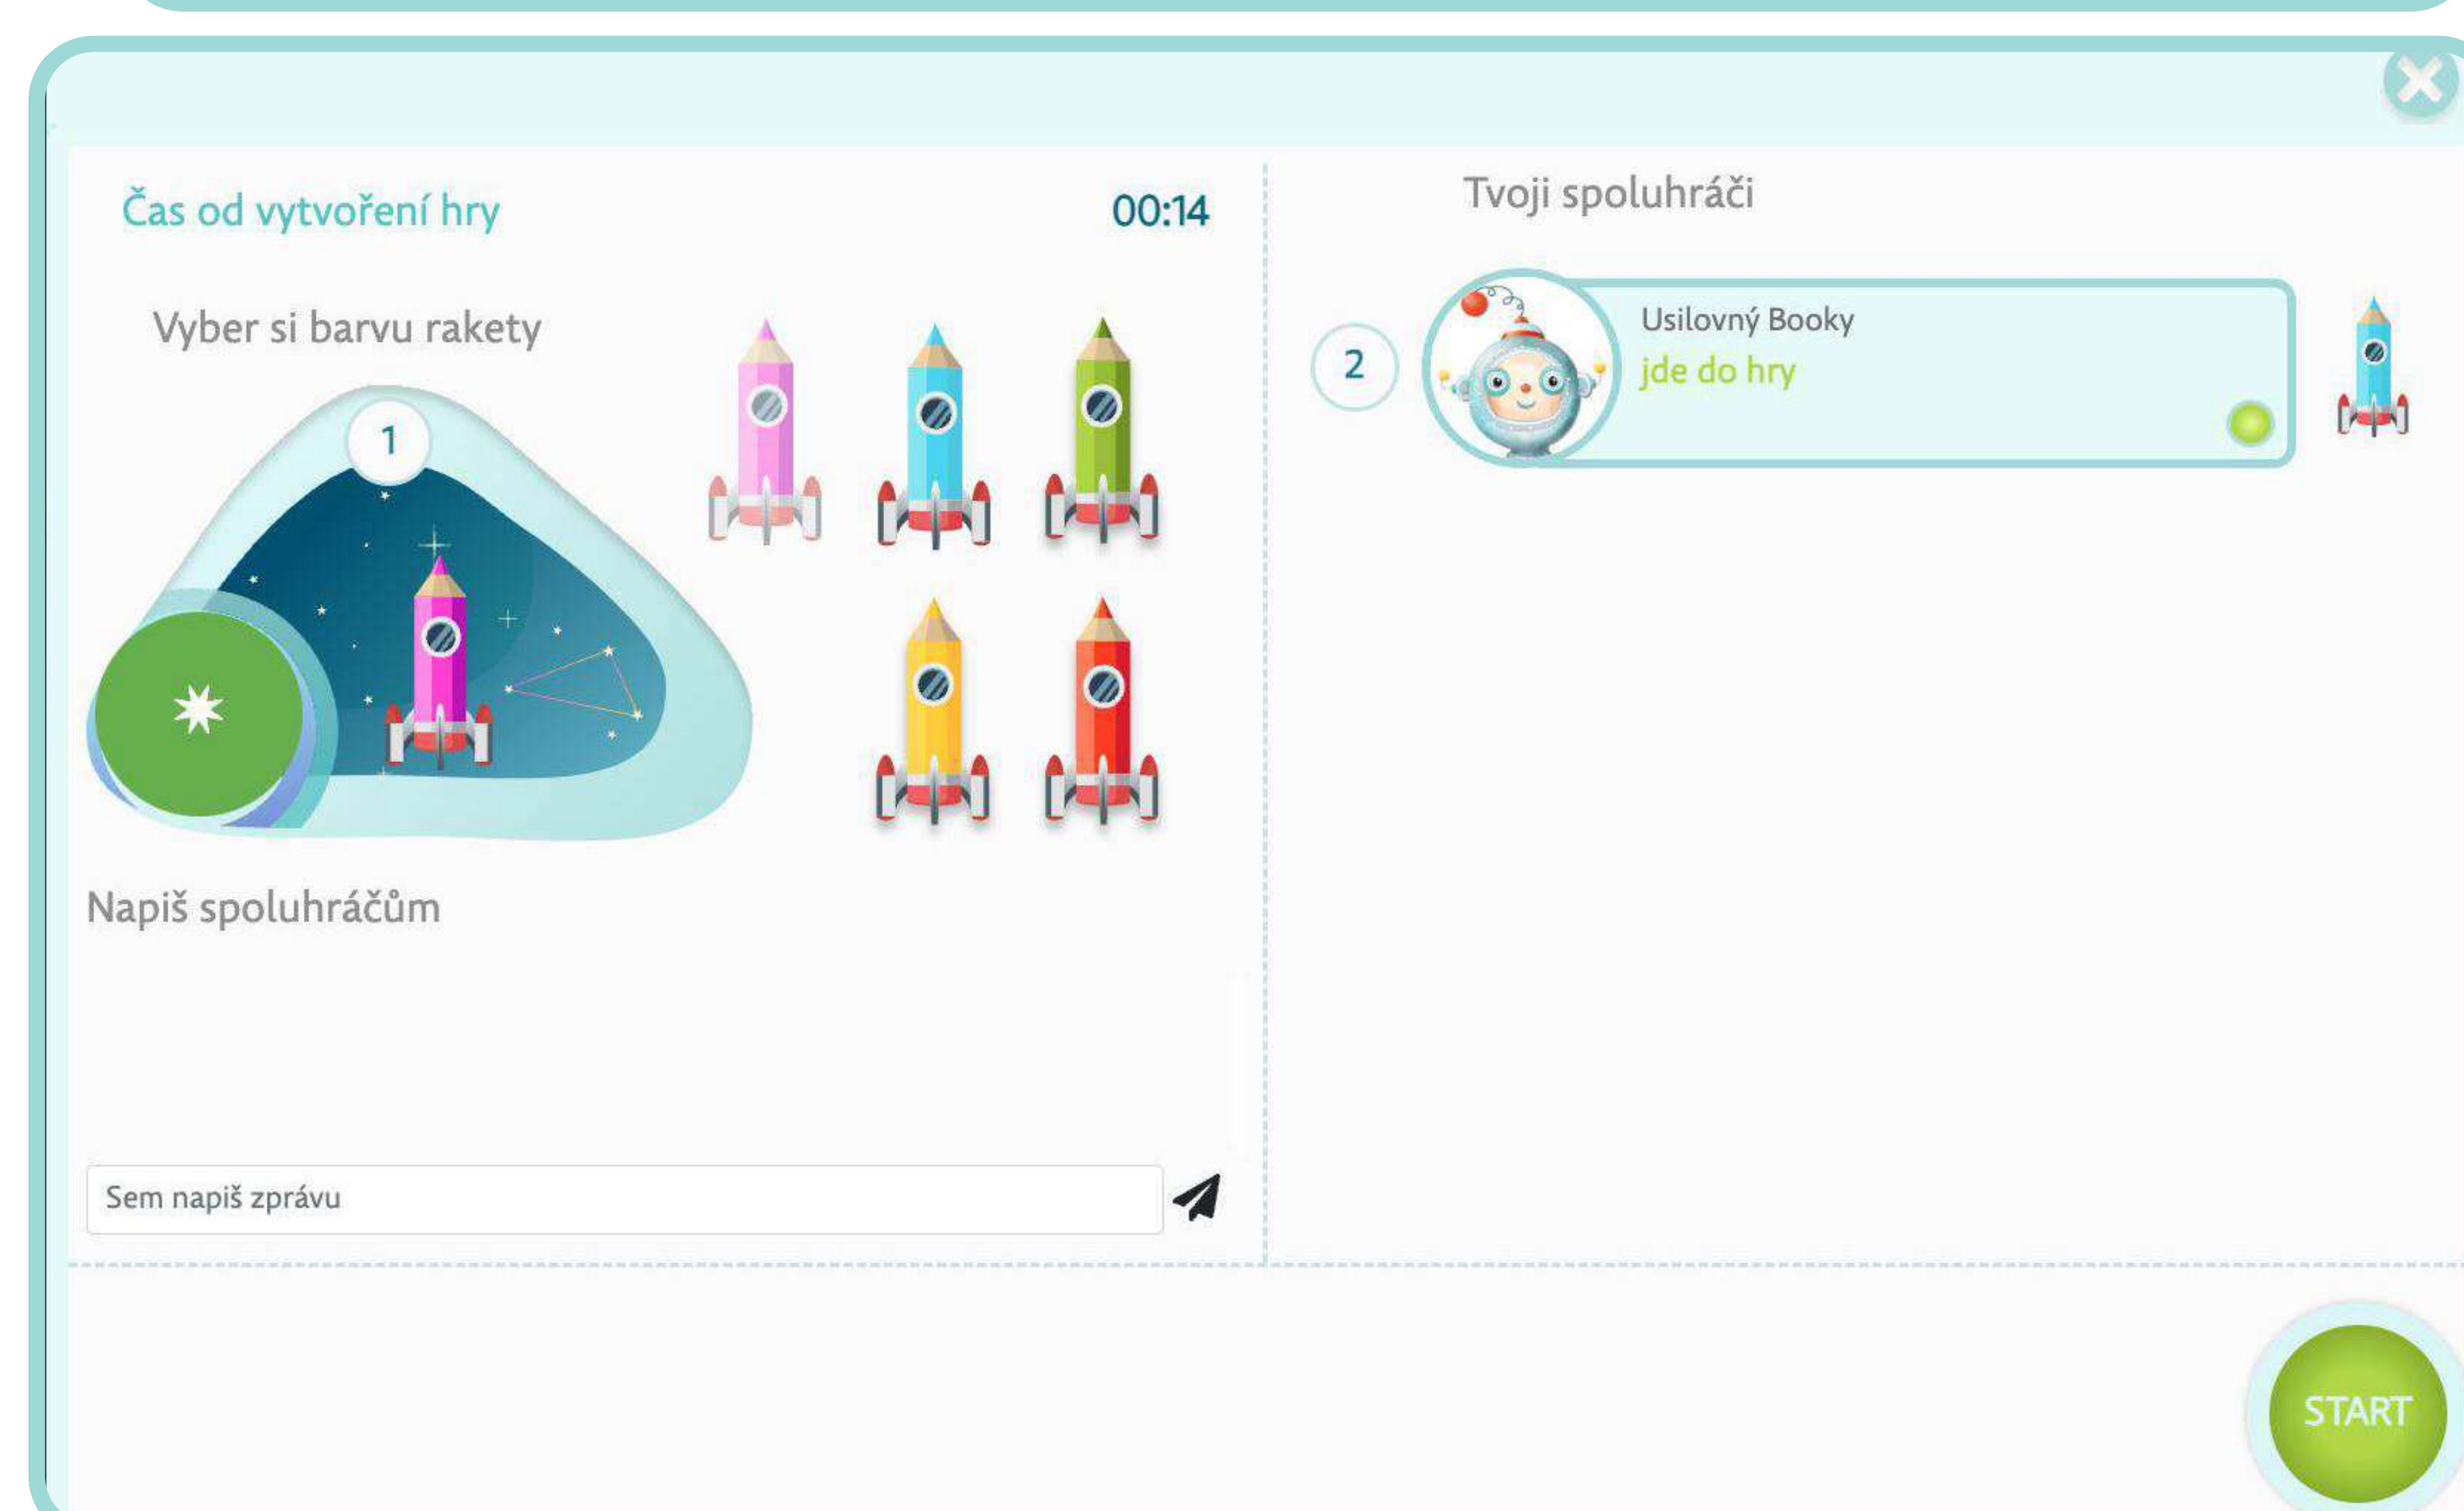 Čas od vytvoření hry
00:14
Vyber si barvu rakety
1
Napiš spoluhráčům
Sem napiš zprávu
Tvoji spoluhráči
2
Usilovný Booky
jde do hry
START